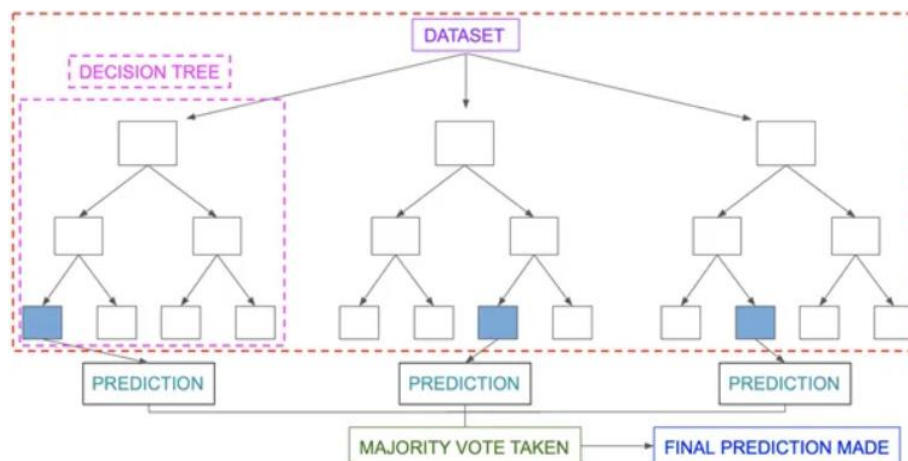 DATASET
DECISION TREE
PREDICTION
PREDICTION
PREDICTION
MAJORITY VOTE TAKEN
FINAL PREDICTION MADE